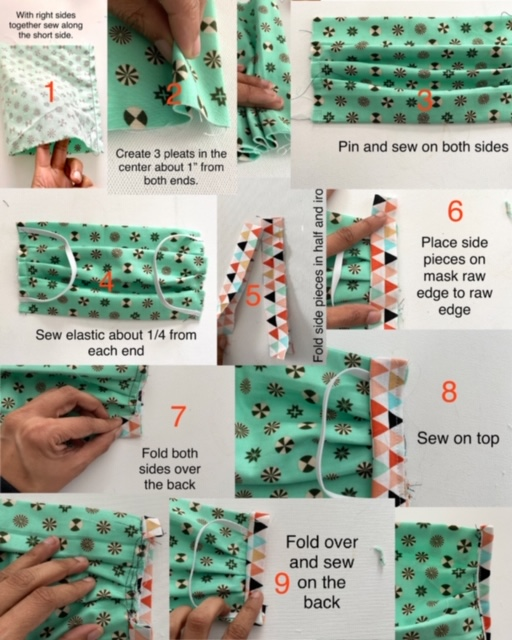 With right sides
together sew along
the short side.
1
2
Create 3 pleats in the
center about 1" from
both ends.
3
Pin and sew on both sides
4
Sew elastic about 1/4 from
each end
5
Fold side pieces in half and iro
6
Place side
pieces on
mask raw
edge to raw
edge
7
Fold both
sides over
the back
8
Sew on top
9
Fold over
and sew
on the
back